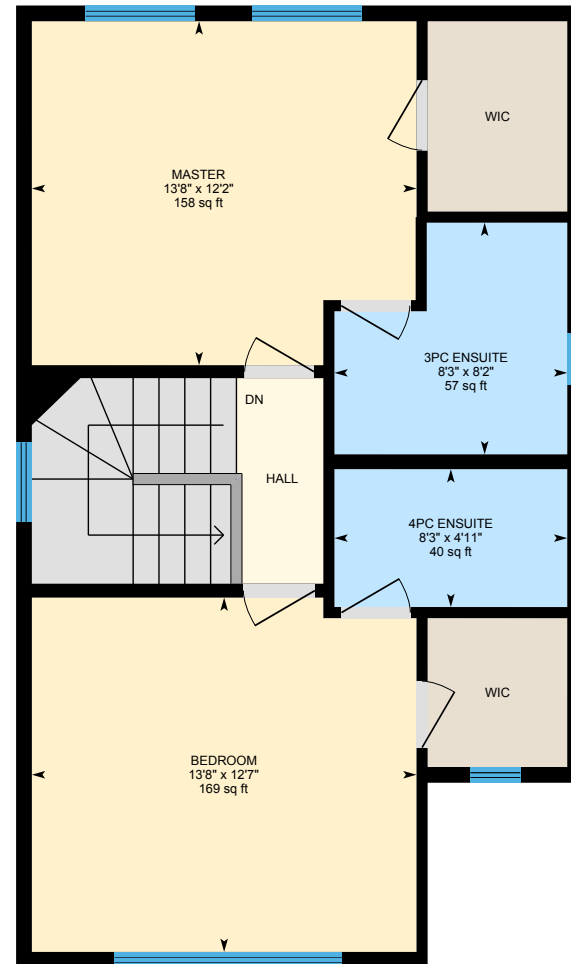 WIC
MASTER
13'8" x 12'2"
158 sq ft
3PC ENSUITE
8'3" x 8'2"
57 sq ft
DN
HALL
4PC ENSUITE
8'3" x 4'11"
40 sq ft
WIC
BEDROOM
13'8" x 12'7"
169 sq ft